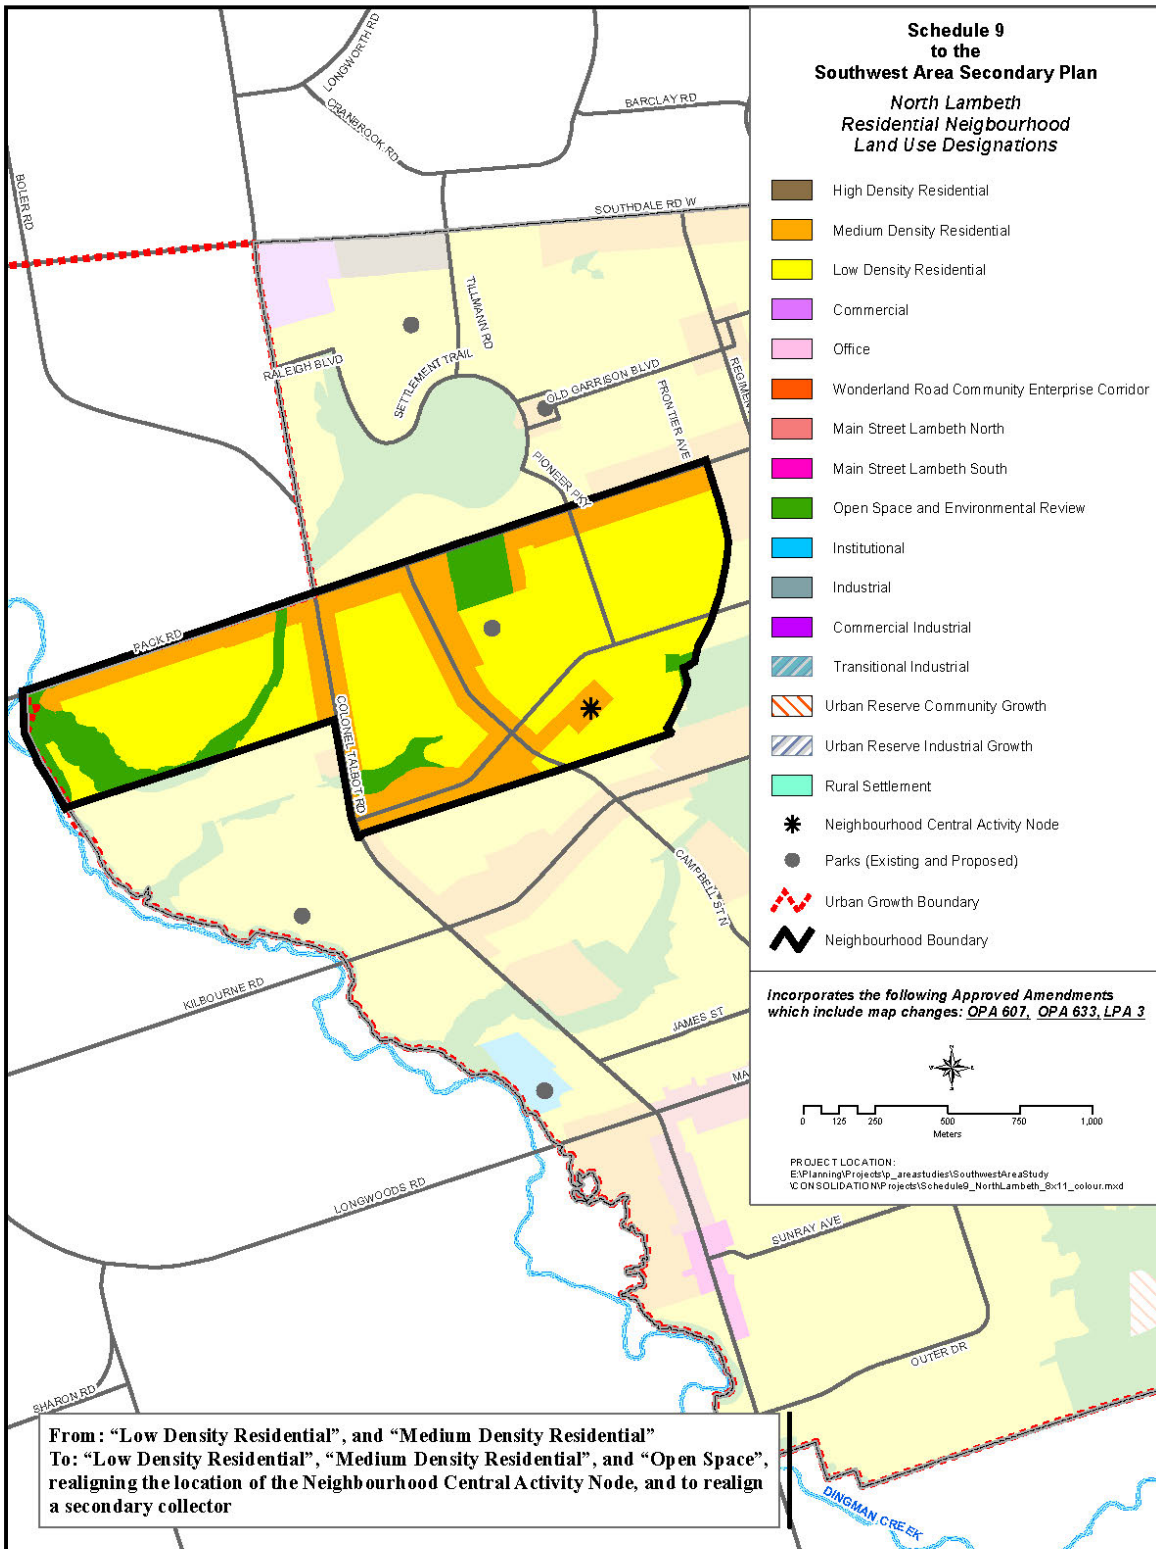 Schedule 9
to the
Southwest Area Secondary Plan
North Lambeth
Residential Neigbourhood
Land Use Designations
High Density Residential
Medium Density Residential
Low Density Residential
Commercial
Office
Wonderland Road Community Enterprise Corridor
Main Street Lambeth North
Main Street Lambeth South
Open Space and Environmental Review
Institutional
Industrial
Commercial Industrial
Transitional Industrial
Urban Reserve Community Growth
Urban Reserve Industrial Growth
Rural Settlement
Neighbourhood Central Activity Node
Parks (Existing and Proposed)
Urban Growth Boundary
Neighbourhood Boundary
Incorporates the following Approved Amendments
which include map changes: OPA 607, OPA 633, LPA 3
N
W E
S
0 125 250 500 750 1,000
Meters
PROJECT LOCATION:
E:\Planning\Projects\p_areastudies\SouthwestAreaStudy
\CONSOLIDATION\Projects\Schedule9_NorthLambeth_8x11_colour.mxd
LONGWORTH RD
CRANBROOK RD
BARCLAY RD
BOLER RD
SOUTHDALE RD W
TILLMANN RD
RALEIGH BLVD
SETTLEMENT TRAIL
OLD GARRISON BLVD
FRONTIER AVE
REGIMEN
PIONEER PKY
PACK RD
COLONEL TALBOT RD
CAMPBELL ST N
KILBOURNE RD
JAMES ST
MA
LONGWOODS RD
SUNRAY AVE
OUTER DR
SHARON RD
DINGMAN CREEK
From: “Low Density Residential”, and “Medium Density Residential”
To: “Low Density Residential”, “Medium Density Residential”, and “Open Space”,
realigning the location of the Neighbourhood Central Activity Node, and to realign
a secondary collector